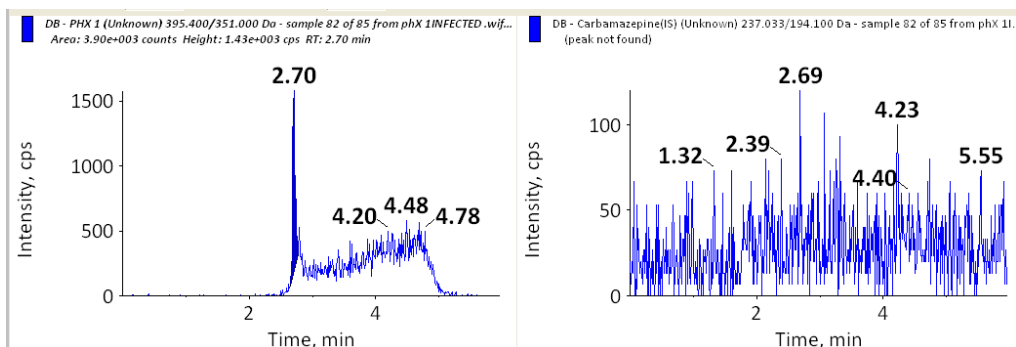 DB - PHX 1 (Unknown) 395.400/351.000 Da - sample 82 of 85 from phX 1INFECTED .wif...
Area: 3.90e+003 counts Height: 1.43e+003 cps RT: 2.70 min
2.70
1500
1000
500
0
4.20
4.48
4.78
2
4
Intensity, cps
Time, min
DB - Carbamazepine(IS) (Unknown) 237.033/194.100 Da - sample 82 of 85 from phX 1I...
(peak not found)
2.69
4.23
100
1.32
2.39
4.40
5.55
50
0
2
4
Intensity, cps
Time, min